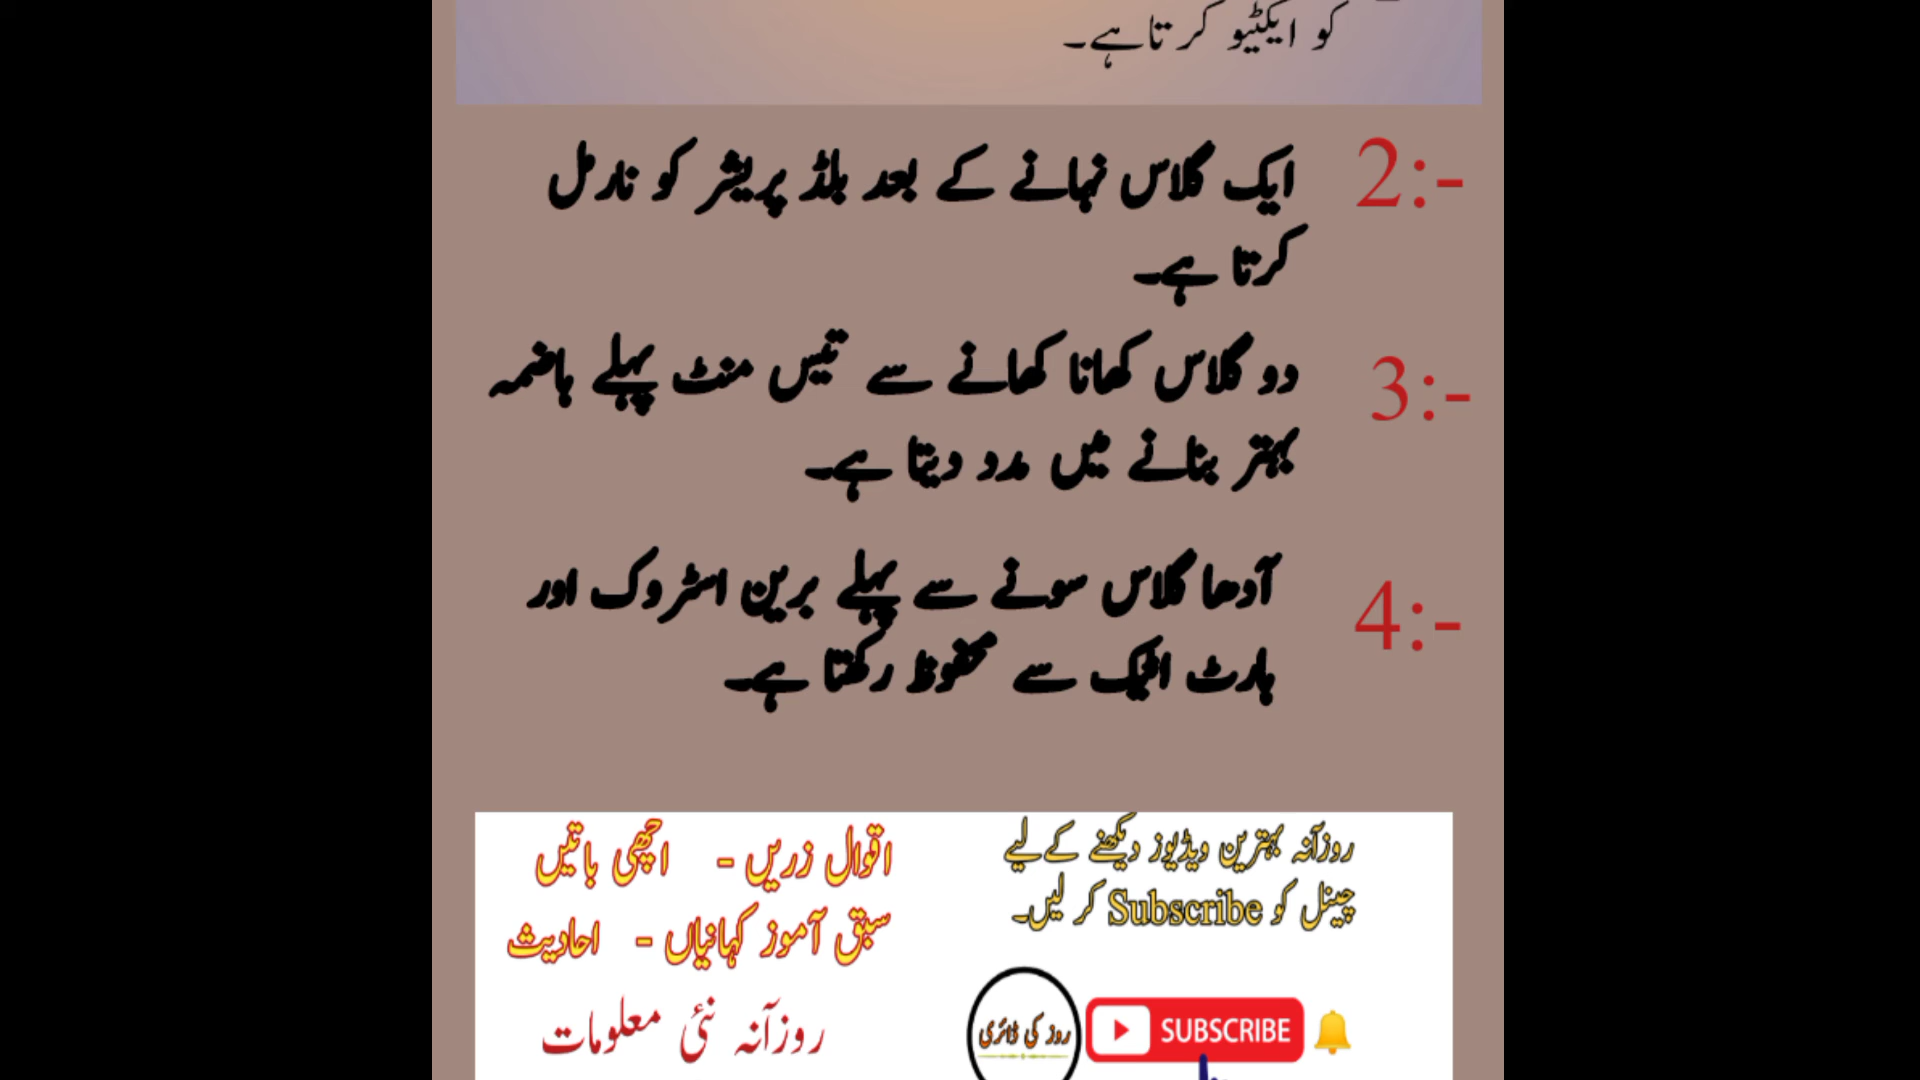 کو ایکٹیو کرتاہے۔
2:- ایک گلاس نہانے کے بعد بلڈ پریشر کو نارمل
کرتا ہے۔
3:- دو گلاس کھانا کھانے سے تیس منٹ پہلے ہاضمہ
بہتر بنانے میں مدد دیتا ہے۔
4:- آدھا گلاس سونے سے پہلے برین اسٹروک اور
ہارٹ اٹیک سے محفوظ رکھتا ہے۔
روزآنہ بہترین ویڈیوز دیکھنے کے لیے
چینل کو Subscribe کر لیں۔
روز کی ڈائری
SUBSCRIBE
اقوال زریں - اچھی باتیں
سبق آموز کہانیاں - احادیث
روزآنہ نئی معلومات